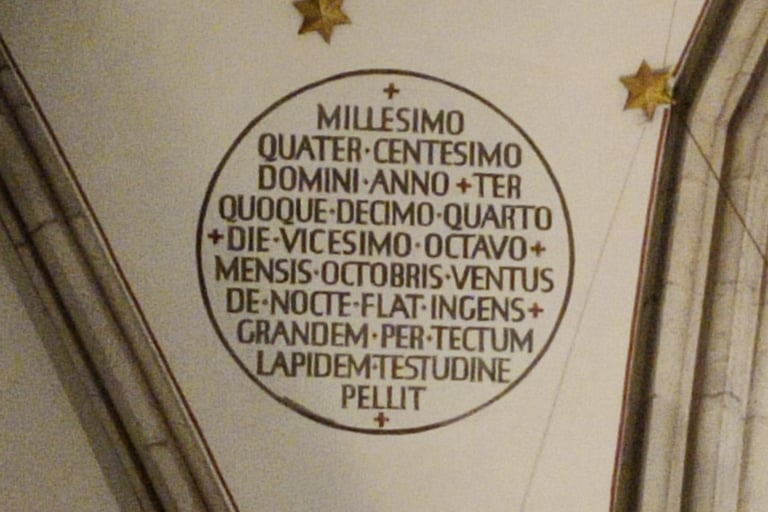 +
MILLESIMO
QUATER·CENTESIMO
DOMINI·ANNO +TER
QUOQUE·DECIMO·QUARTO
+DIE·VICESIMO·OCTAVO+
MENSIS·OCTOBRIS·VENTUS
DE·NOCTE·FLAT·INGENS+
GRANDEM·PER·TECTUM
LAPIDEM·TESTUDINE
PELLIT
+